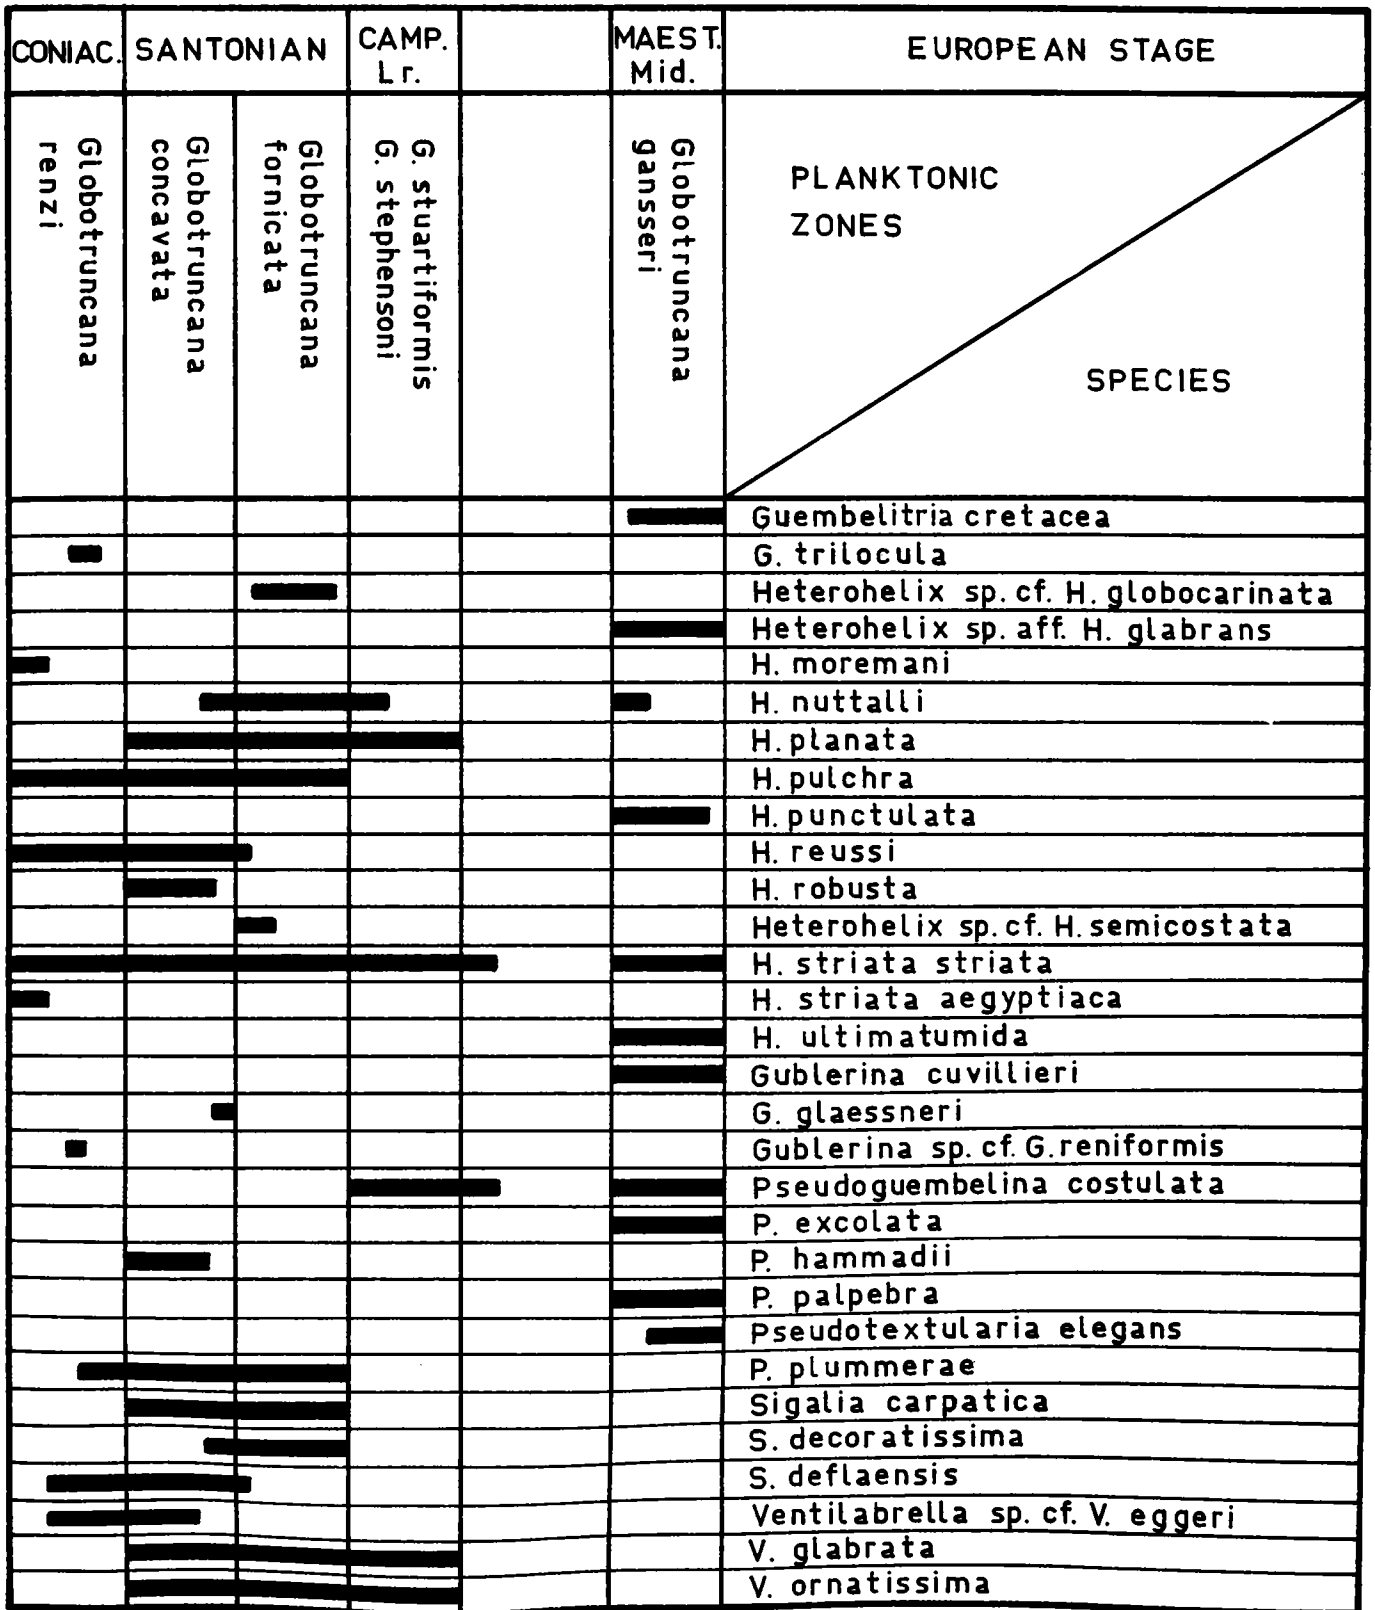 CONIAC.
SANTONIAN
CAMP.
Lr.
MAEST.
Mid.
EUROPEAN STAGE
Globotruncana
renzi
Globotruncana
concavata
Globotruncana
fornicata
G. stuartiformis
G. stephensoni
Globotruncana
gansseri
PLANKTONIC
ZONES
SPECIES
Guembelitria cretacea
G. trilocula
Heterohelix sp. cf. H. globocarinata
Heterohelix sp. aff. H. glabrans
H. moremani
H. nuttalli
H. planata
H. pulchra
H. punctulata
H. reussi
H. robusta
Heterohelix sp. cf. H. semicostata
H. striata striata
H. striata aegyptiaca
H. ultimatumida
Gublerina cuvillieri
G. glaessneri
Gublerina sp. cf. G. reniformis
Pseudoguembelina costulata
P. excolata
P. hammadii
P. palpebra
Pseudotextularia elegans
P. plummerae
Sigalia carpatica
S. decoratissima
S. deflaensis
Ventilabrella sp. cf. V. eggeri
V. glabrata
V. ornatissima